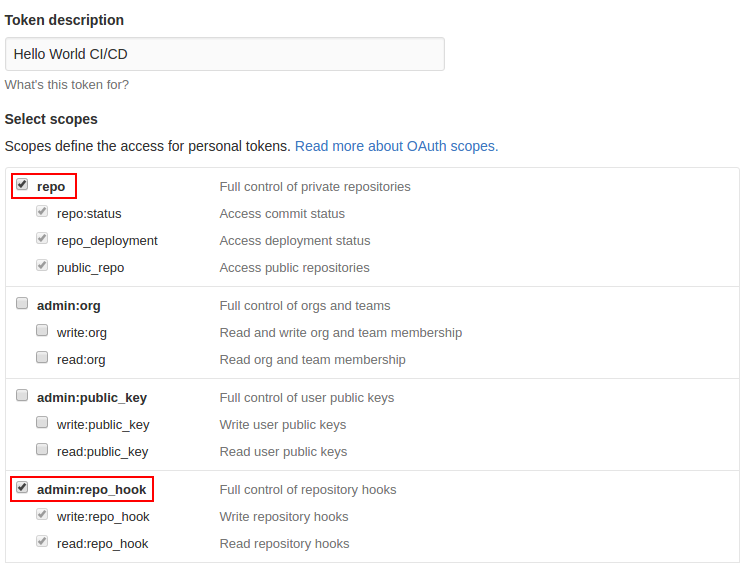 Token description
Hello World CI/CD
What's this token for?
Select scopes
Scopes define the access for personal tokens. Read more about OAuth scopes.
repo Full control of private repositories
repo:status Access commit status
repo_deployment Access deployment status
public_repo Access public repositories
admin:org Full control of orgs and teams
write:org Read and write org and team membership
read:org Read org and team membership
admin:public_key Full control of user public keys
write:public_key Write user public keys
read:public_key Read user public keys
admin:repo_hook Full control of repository hooks
write:repo_hook Write repository hooks
read:repo_hook Read repository hooks